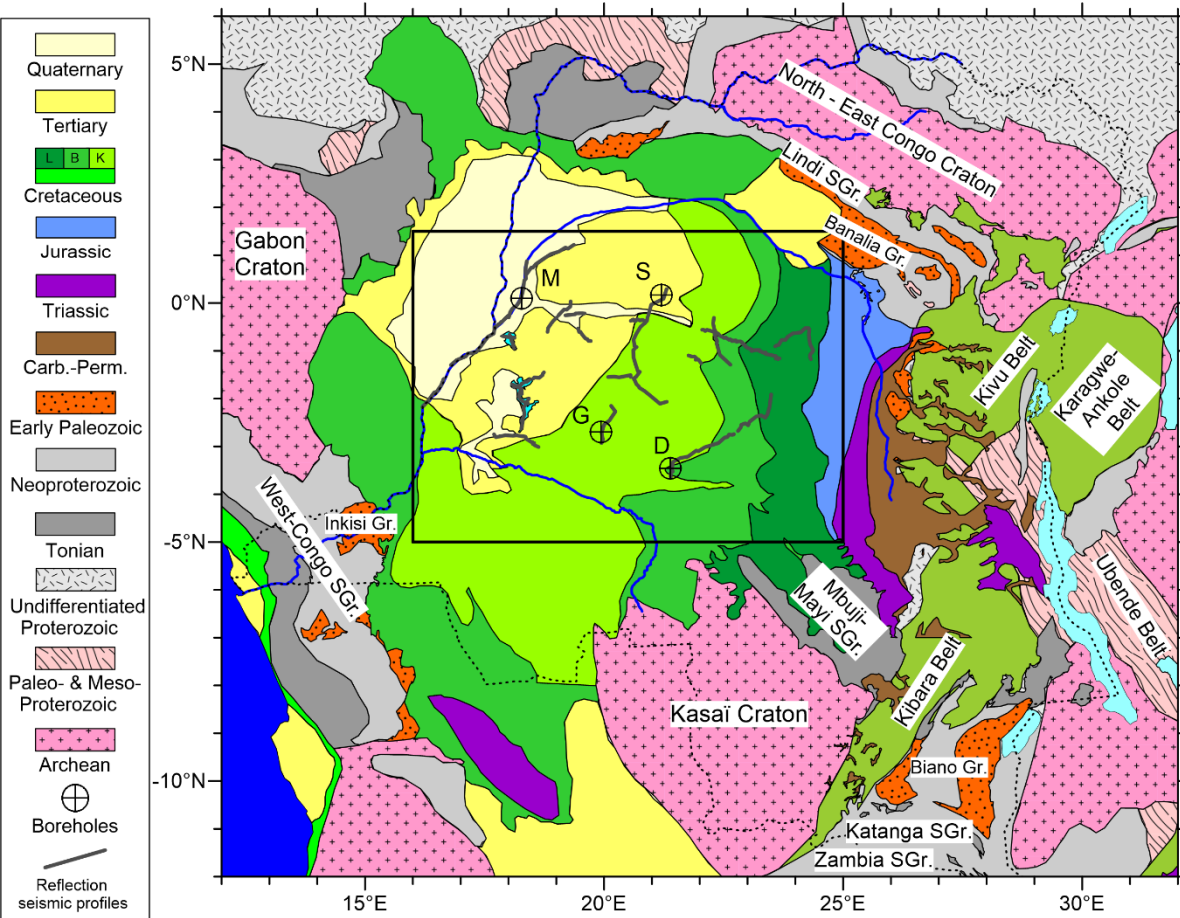 Quaternary
Tertiary
L B K
Cretaceous
Jurassic
Triassic
Carb.-Perm.
Early Paleozoic
Neoproterozoic
Tonian
Undifferentiated
Proterozoic
Paleo- & Meso-
Proterozoic
Archean
Boreholes
Reflection
seismic profiles
5°N
0°N
-5°N
-10°N
15°E
20°E
25°E
30°E
North - East Congo Craton
Lindi SGr.
Banalia Gr.
Gabon
Craton
M
S
G
D
Kivu Belt
Karagwe-
Ankole
Belt
West-Congo SGr.
Inkisi Gr.
Mbuji-
Mayi SGr.
Ubende Belt
Kibara Belt
Kasaï Craton
Biano Gr.
Katanga SGr.
Zambia SGr.